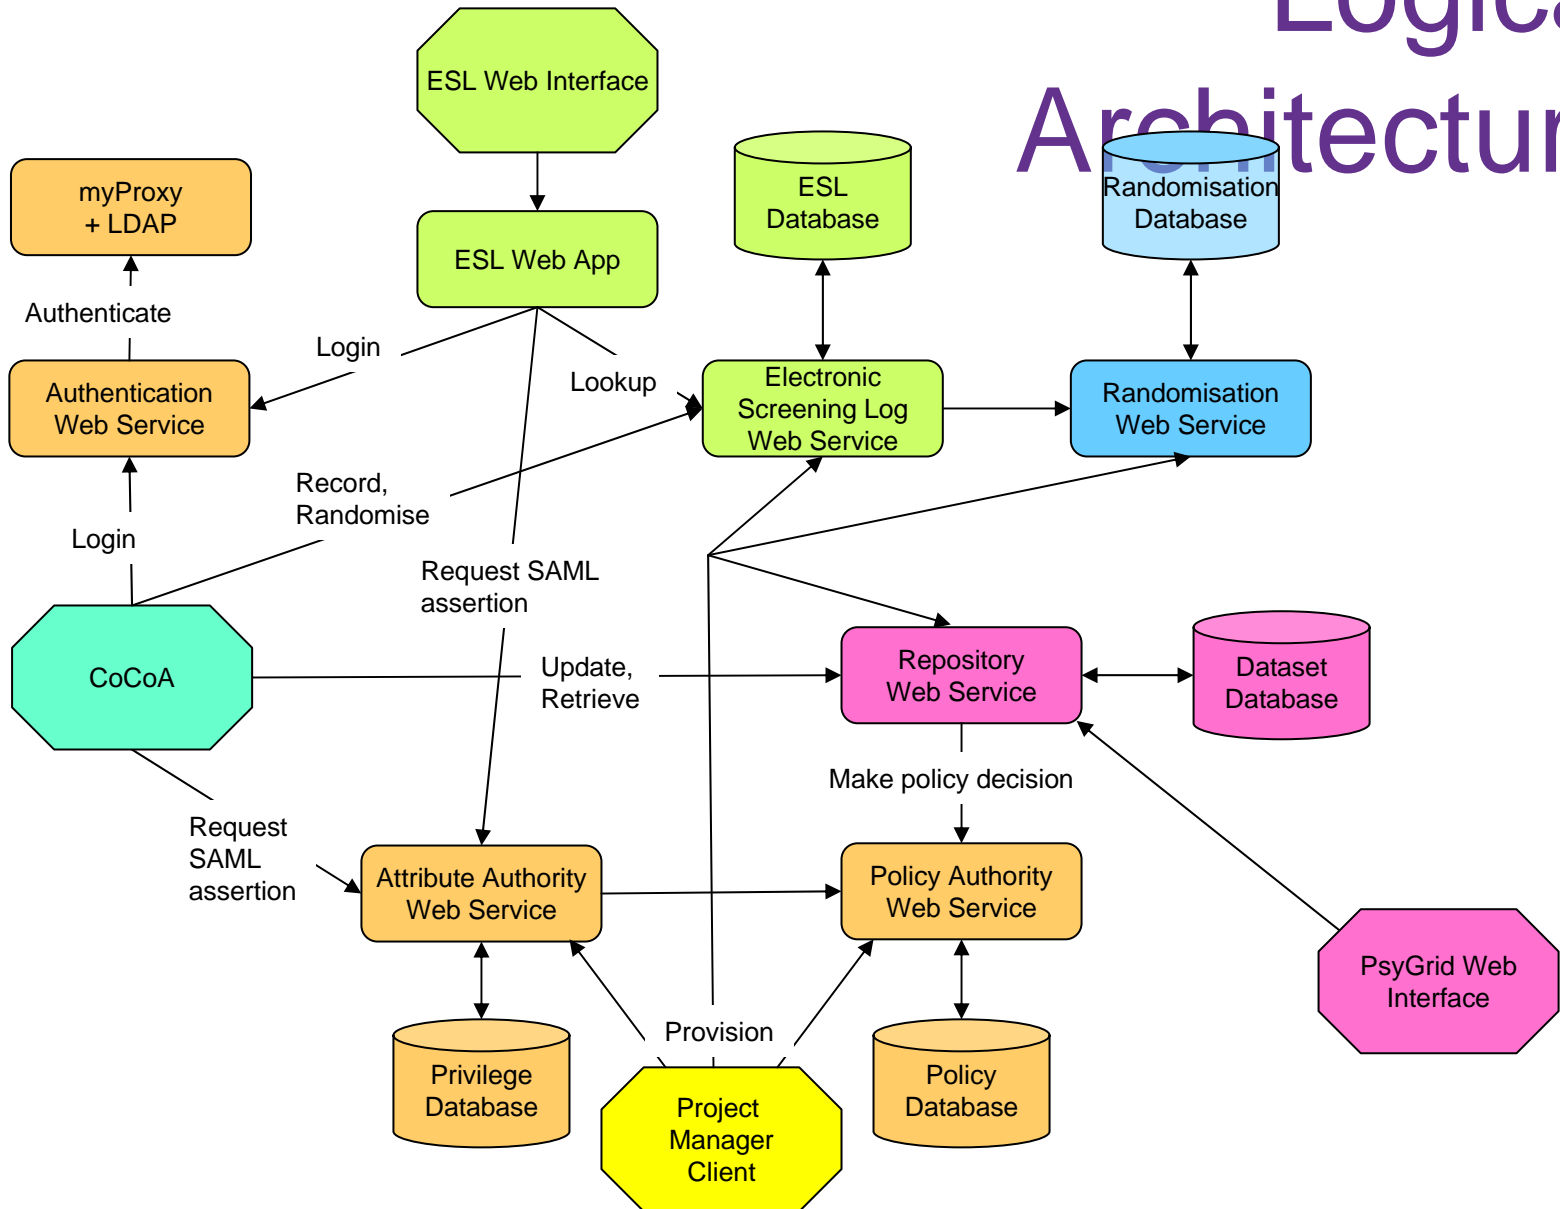 Logica
Architectur
ESL Web Interface
myProxy
+ LDAP
ESL
Database
Randomisation
Database
ESL Web App
Authenticate
Login
Lookup
Authentication
Web Service
Electronic
Screening Log
Web Service
Randomisation
Web Service
Record,
Randomise
Login
Request SAML
assertion
CoCoA
Update,
Retrieve
Repository
Web Service
Dataset
Database
Make policy decision
Request
SAML
assertion
Attribute Authority
Web Service
Policy Authority
Web Service
PsyGrid Web
Interface
Provision
Privilege
Database
Project
Manager
Client
Policy
Database